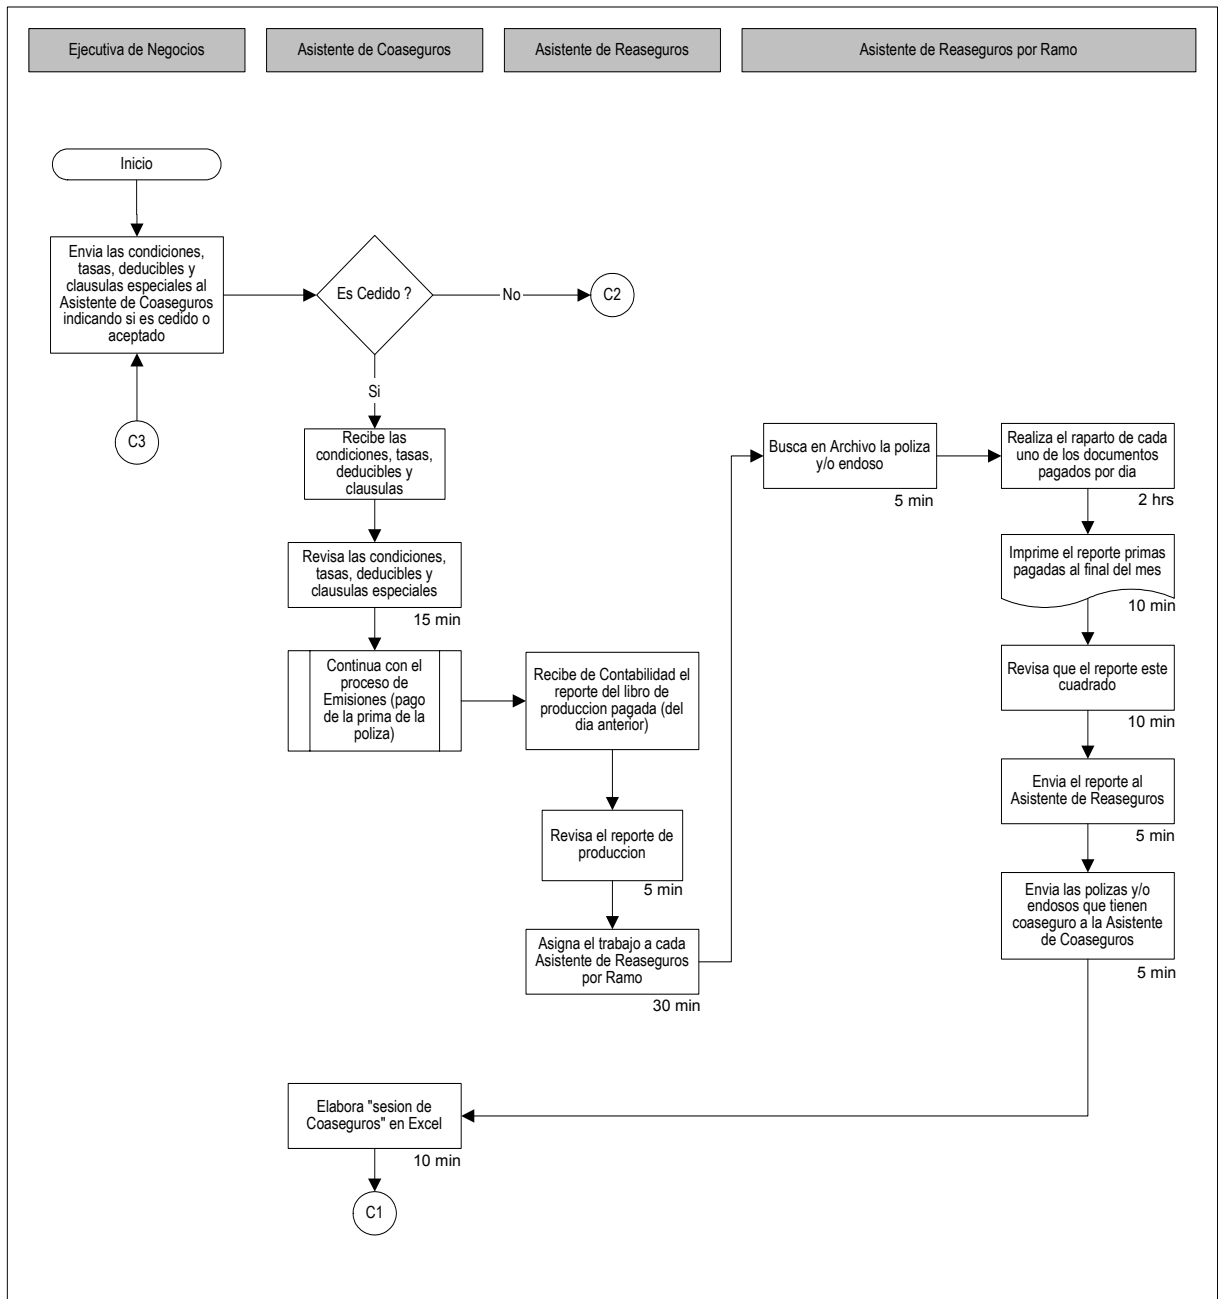 Ejecutiva de Negocios
Asistente de Coaseguros
Asistente de Reaseguros
Asistente de Reaseguros por Ramo
Inicio
Envia las condiciones,
tasas, deducibles y
clausulas especiales al
Asistente de Coaseguros
indicando si es cedido o
aceptado
C3
Es Cedido ?
No
C2
Si
Recibe las
condiciones, tasas,
deducibles y
clausulas
Revisa las condiciones,
tasas, deducibles y
clausulas especiales
15 min
Continua con el
proceso de
Emisiones (pago
de la prima de la
poliza)
Recibe de Contabilidad el
reporte del libro de
produccion pagada (del
dia anterior)
Revisa el reporte de
produccion
5 min
Asigna el trabajo a cada
Asistente de Reaseguros
por Ramo
30 min
Busca en Archivo la poliza
y/o endoso
5 min
Realiza el raparto de cada
uno de los documentos
pagados por dia
2 hrs
Imprime el reporte primas
pagadas al final del mes
10 min
Revisa que el reporte este
cuadrado
10 min
Envia el reporte al
Asistente de Reaseguros
5 min
Envia las polizas y/o
endosos que tienen
coaseguro a la Asistente
de Coaseguros
5 min
Elabora "sesion de
Coaseguros" en Excel
10 min
C1